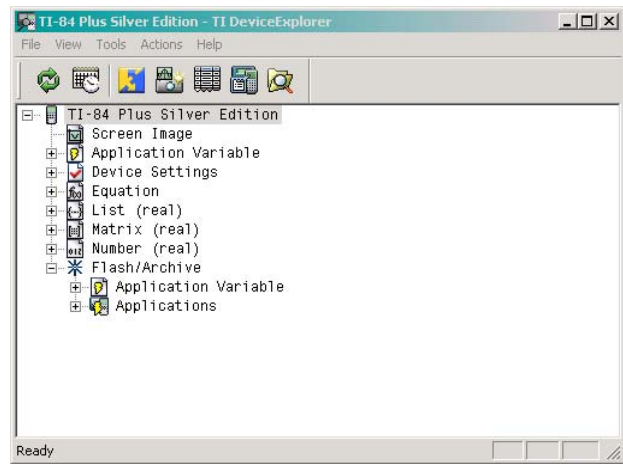 TI-84 Plus Silver Edition - TI DeviceExplorer
File View Tools Actions Help
TI-84 Plus Silver Edition
Screen Image
Application Variable
Device Settings
Equation
List (real)
Matrix (real)
Number (real)
Flash/Archive
Application Variable
Applications
Ready